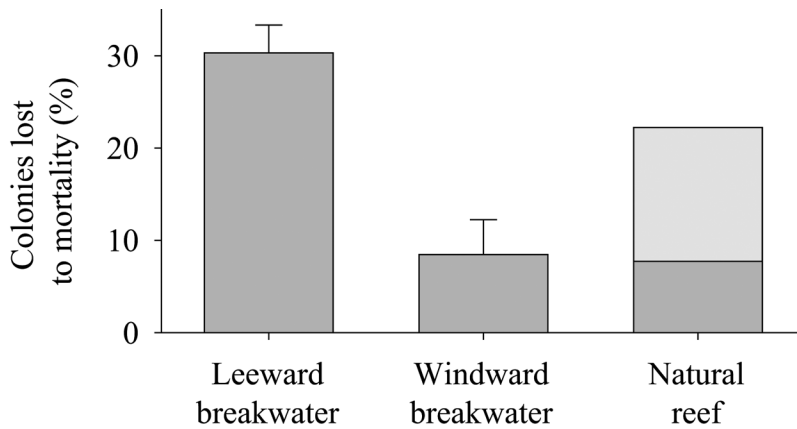 Colonies lost
to mortality (%)
30
20
10
0
Leeward
breakwater
Windward
breakwater
Natural
reef